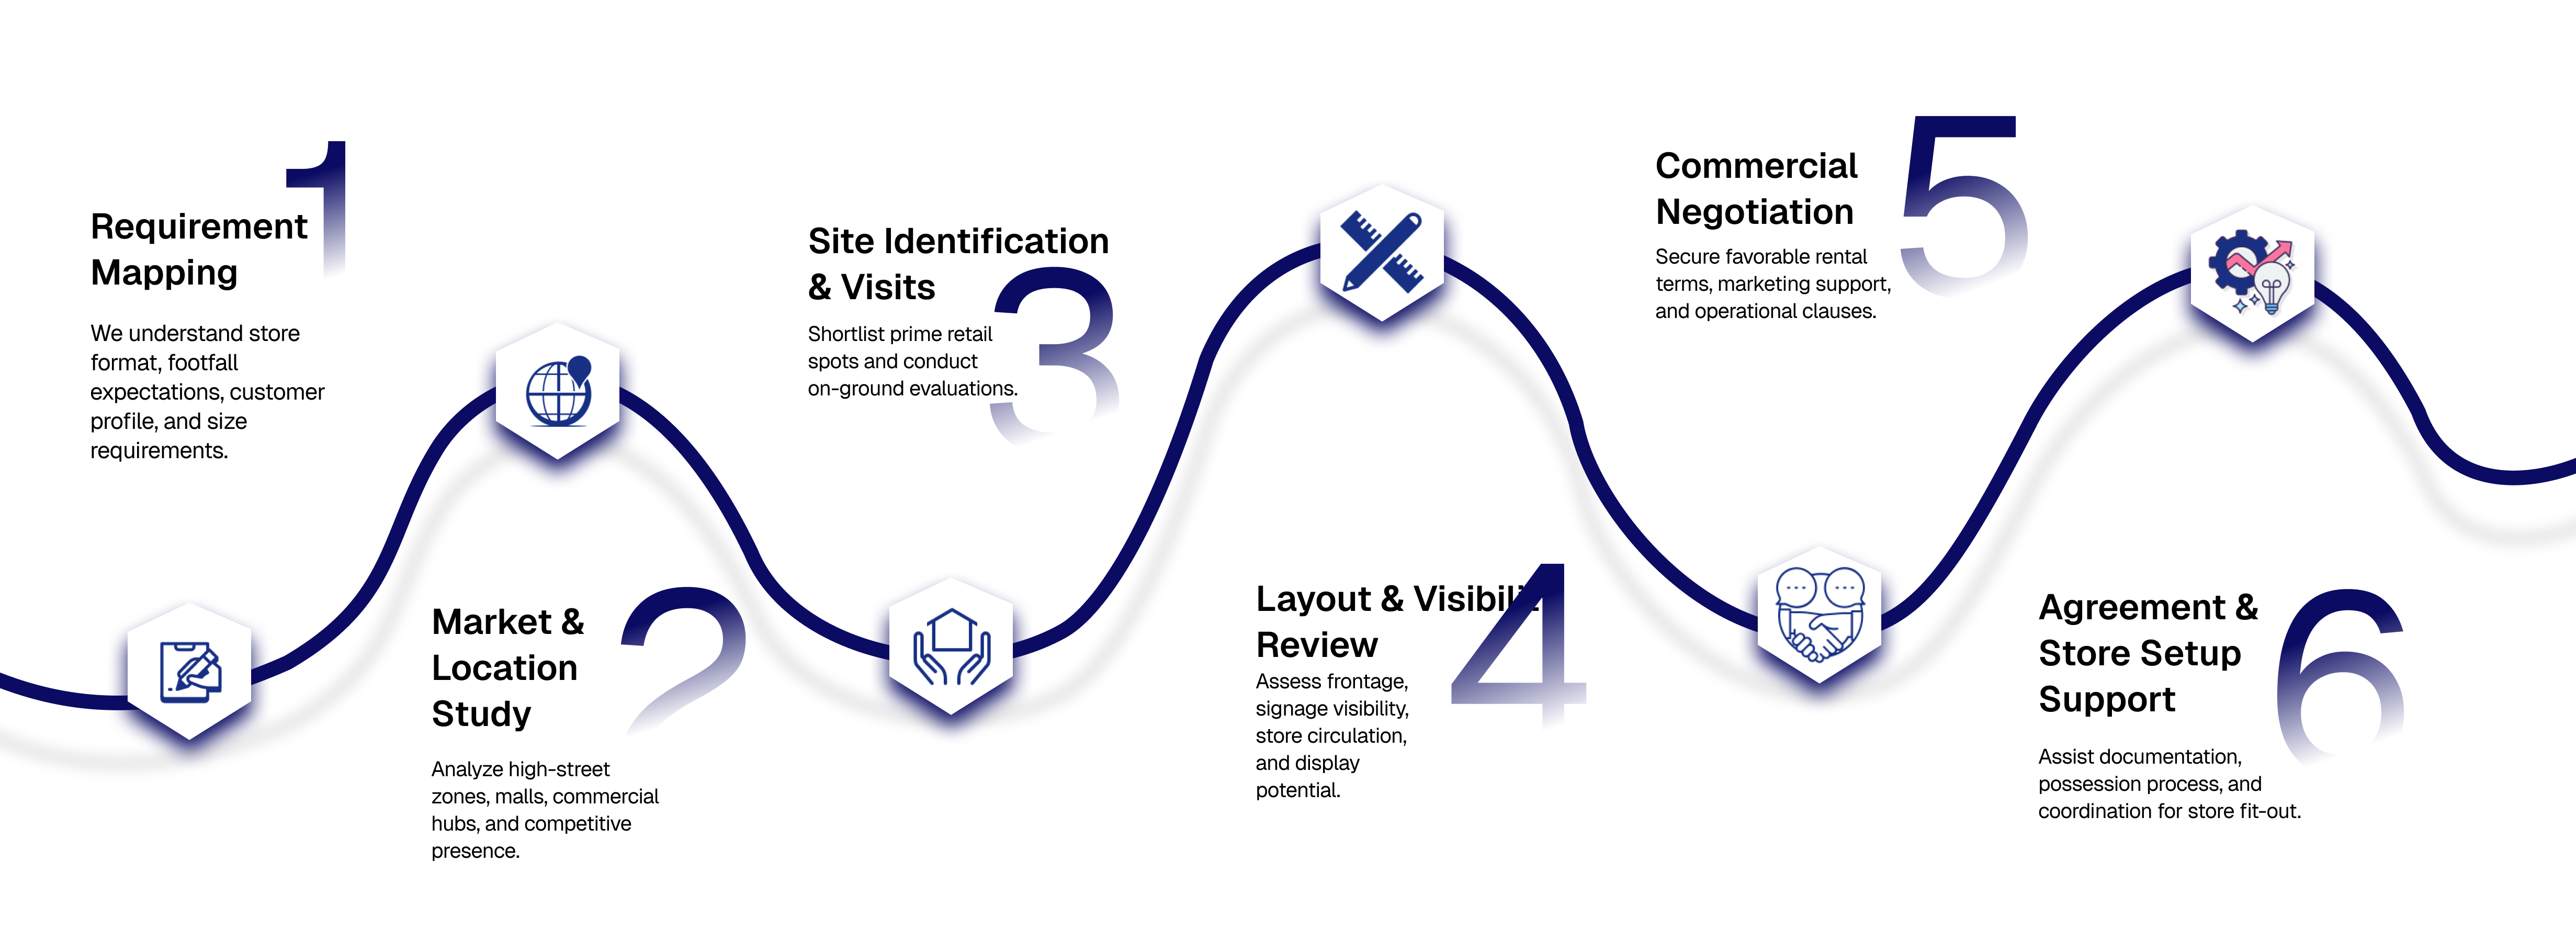 1
Requirement
Mapping
We understand store
format, footfall
expectations, customer
profile, and size
requirements.
2
Market &
Location
Study
Analyze high-street
zones, malls, commercial
hubs, and competitive
presence.
3
Site Identification
& Visits
Shortlist prime retail
spots and conduct
on-ground evaluations.
4
Layout &
Review
Assess frontage,
signage visibility,
store circulation,
and display
potential.
5
Commercial
Negotiation
Secure favorable rental
terms, marketing support,
and operational clauses.
6
Agreement &
Store Setup
Support
Assist documentation,
possession process, and
coordination for store fit-out.